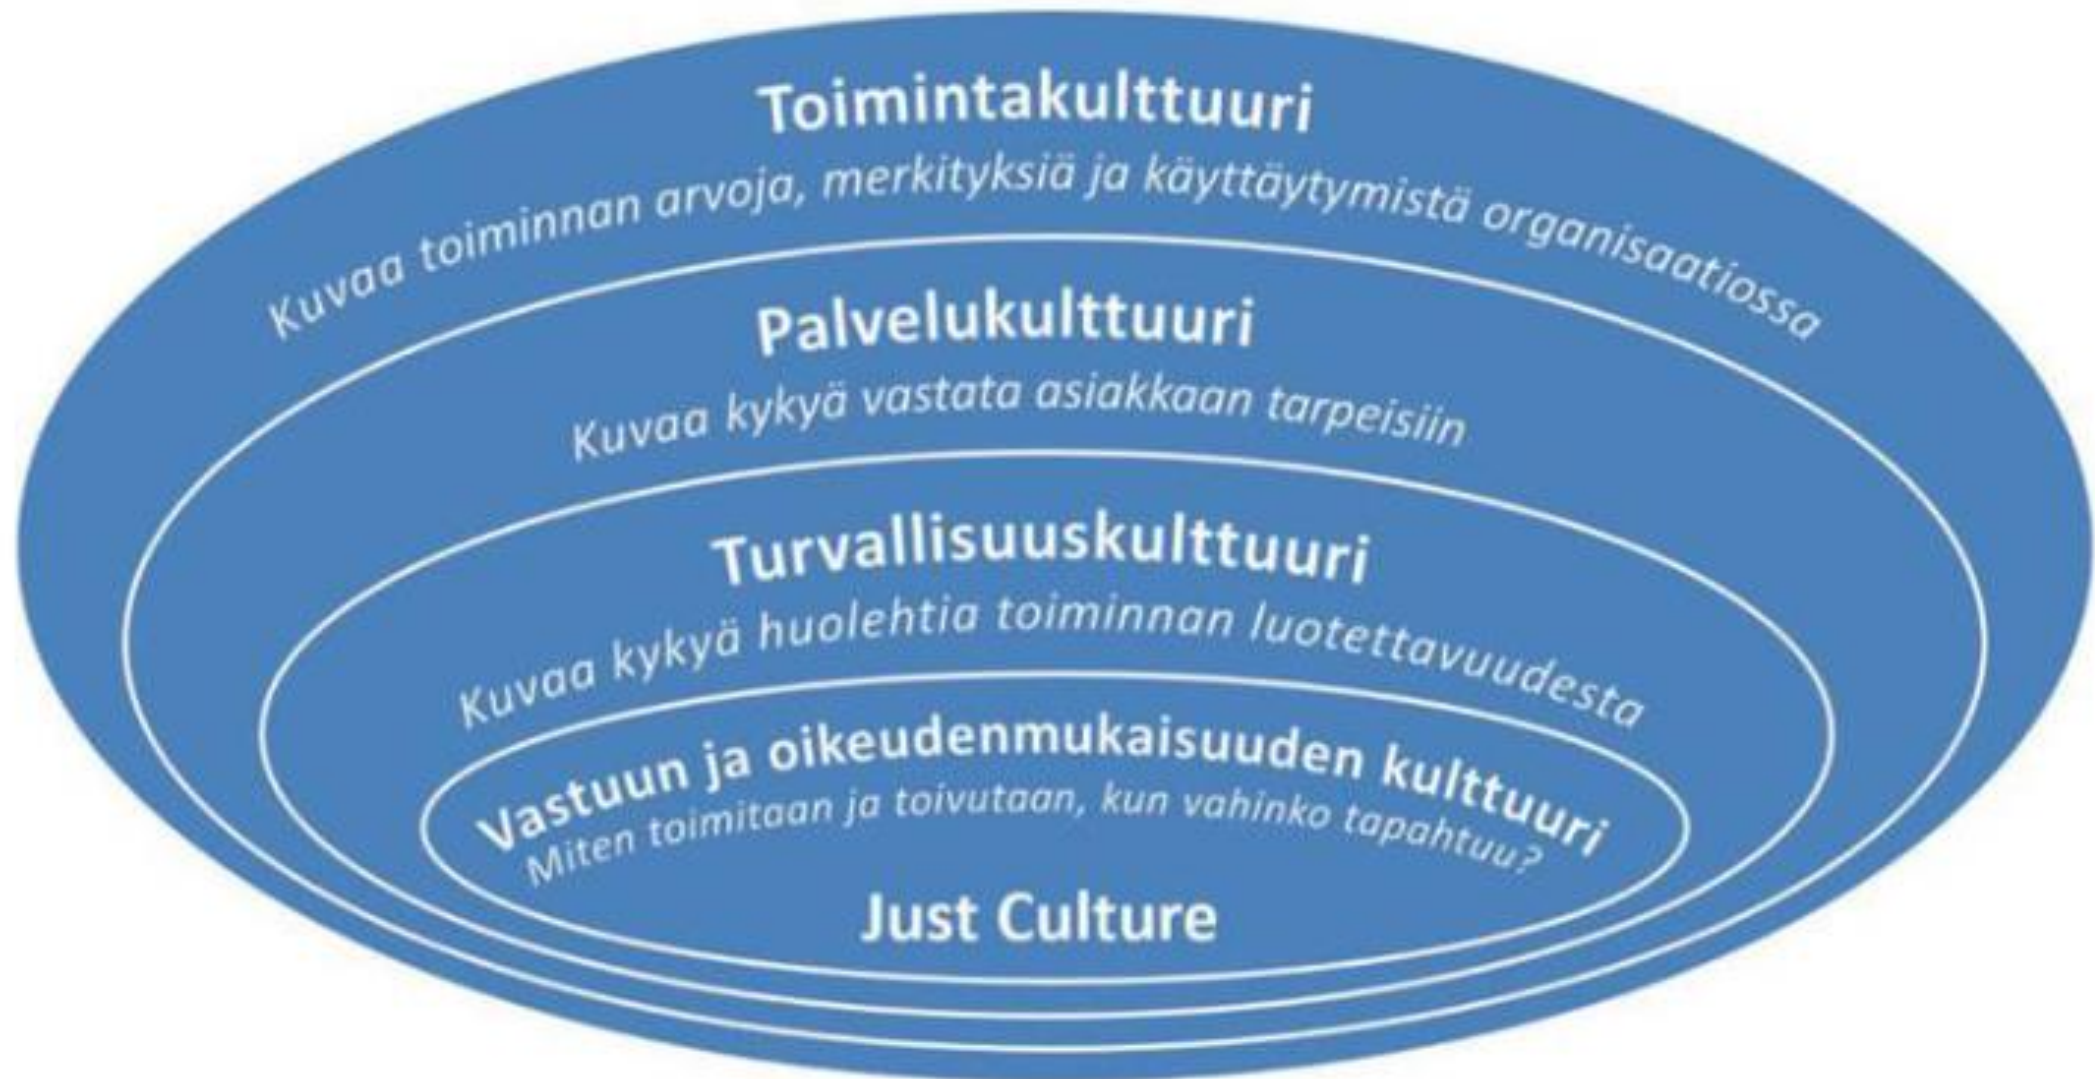 Toimintakulttuuri
Kuvaa toiminnan arvoja, merkityksiä ja käyttäytymistä organisaatiossa
Palvelukulttuuri
Kuvaa kykyä vastata asiakkaan tarpeisiin
Turvallisuuskulttuuri
Kuvaa kykyä huolehtia toiminnan luotettavuudesta
Vastuun ja oikeudenmukaisuuden kulttuuri
Miten toimitaan ja toivutaan, kun vahinko tapahtuu?
Just Culture